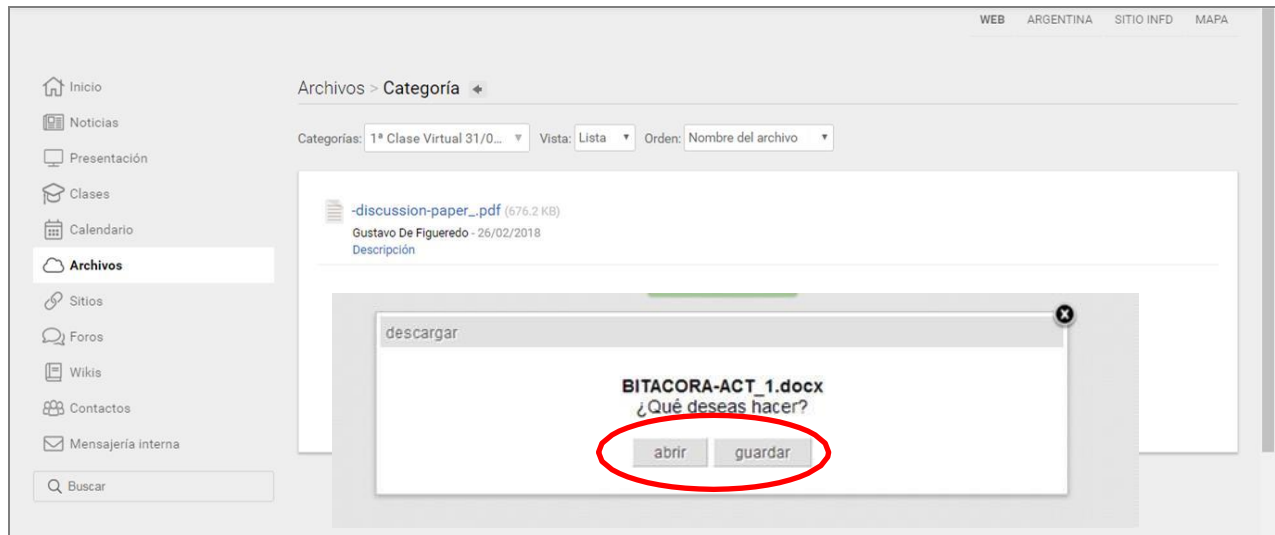 WEB ARGENTINA SITIO INFD MAPA
Inicio
Noticias
Presentación
Clases
Calendario
Archivos
Sitios
Foros
Wikis
Contactos
Mensajería interna
Buscar
Archivos > Categoría
Categorías: 1ª Clase Virtual 31/0... Vista: Lista Orden: Nombre del archivo
-discussion-paper_.pdf (676.2 KB)
Gustavo De Figueredo - 26/02/2018
Descripción
descargar
BITACORA-ACT_1.docx
¿Qué deseas hacer?
abrir guardar